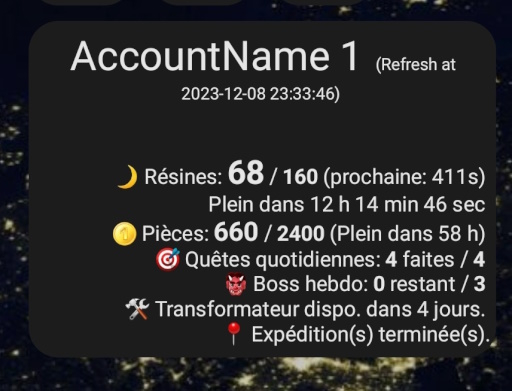 AccountName 1 (Refresh at
2023-12-08 23:33:46)
🌙 Résines: 68 / 160 (prochaine: 411s)
Plein dans 12 h 14 min 46 sec
🪙 Pièces: 660 / 2400 (Plein dans 58 h)
🎯 Quêtes quotidiennes: 4 faites / 4
👹 Boss hebdo: 0 restant / 3
🛠️ Transformateur dispo. dans 4 jours.
📍 Expédition(s) terminée(s).